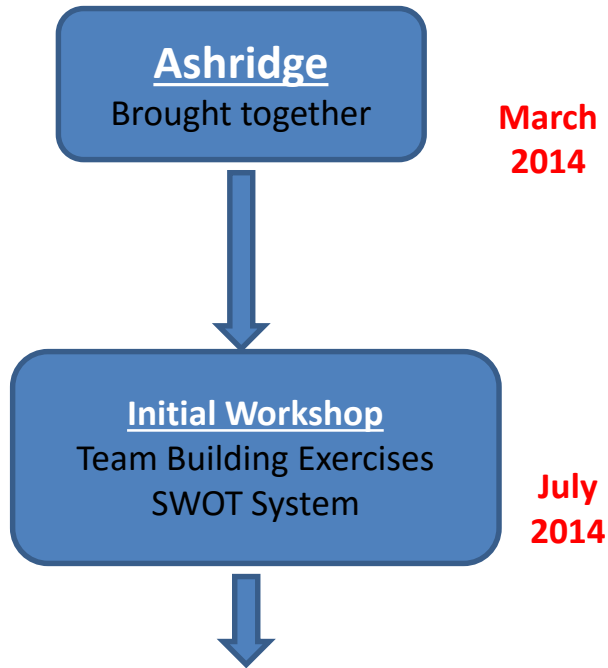 Ashridge
Brought together
March
2014
Initial Workshop
Team Building Exercises
SWOT System
July
2014